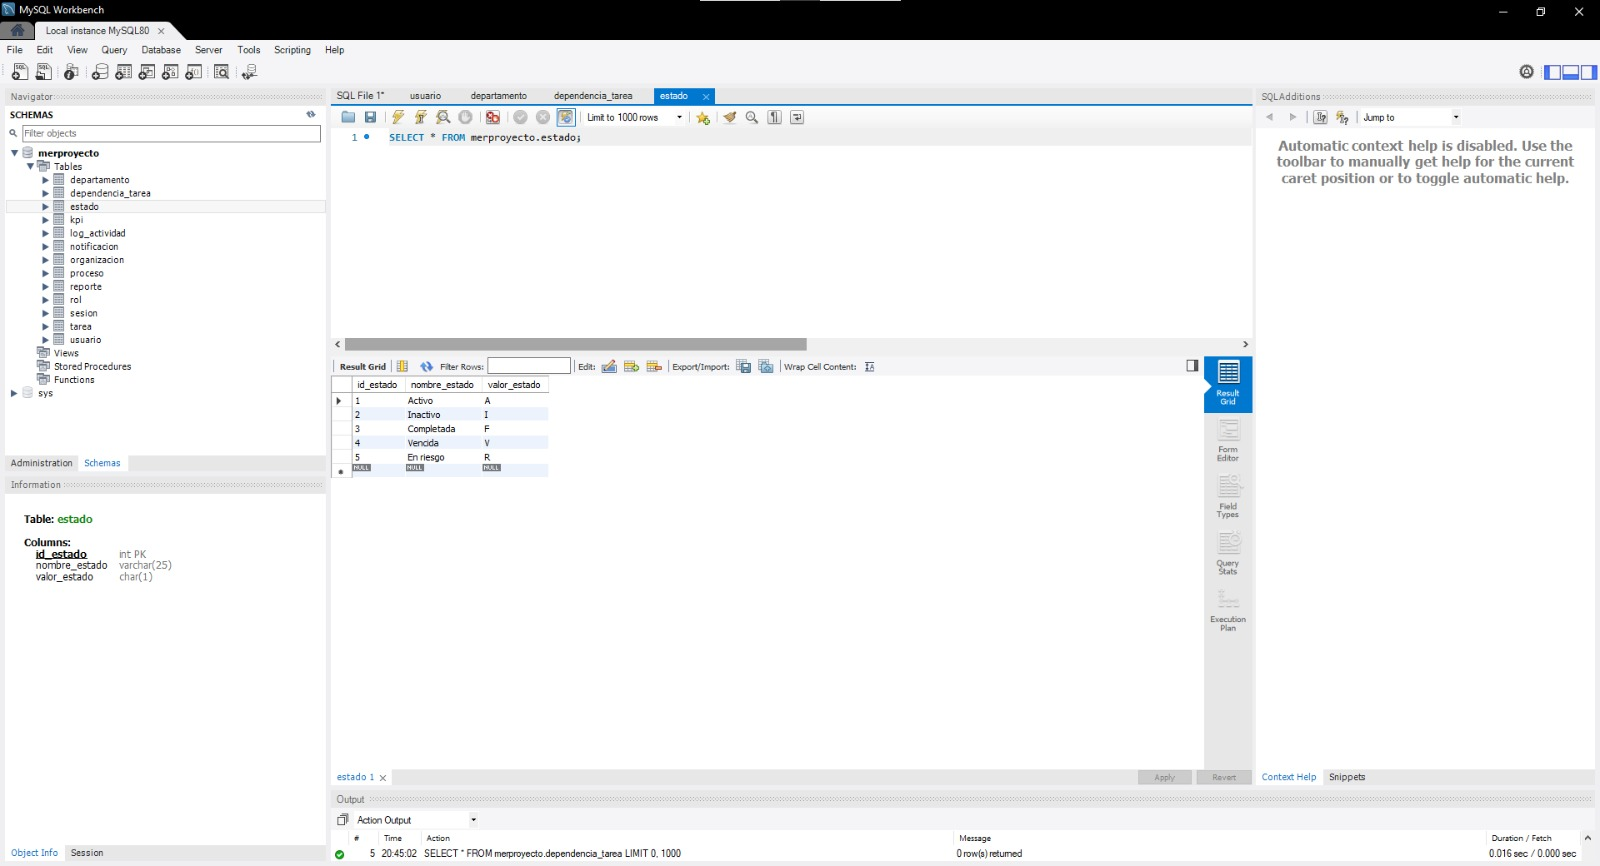 MySQL Workbench
Local instance MySQL80
File Edit View Query Database Server Tools Scripting Help
Navigator
SCHEMAS
Filter objects
merproyecto
Tables
departamento
dependencia_tarea
estado
kpi
log_actividad
notificacion
organizacion
proceso
reporte
rol
sesion
tarea
usuario
Views
Stored Procedures
Functions
sys
Administration Schemas
Information
Table: estado
Columns:
id_estado int PK
nombre_estado varchar(25)
valor_estado char(1)
Object Info Session
SQL File 1* usuario departamento dependencia_tarea estado
Limit to 1000 rows
1 SELECT * FROM merproyecto.estado;
Result Grid Filter Rows: Edit: Export/Import: Wrap Cell Content:
id_estado nombre_estado valor_estado
1 Activo A
2 Inactivo I
3 Completada F
4 Vencida V
5 En riesgo R
NULL NULL NULL
Result Grid
Form Editor
Field Types
Query Stats
Execution Plan
estado 1 Apply Revert
Output
Action Output
# Time Action Message Duration / Fetch
5 20:45:02 SELECT * FROM merproyecto.dependencia_tarea LIMIT 0, 1000 0 row(s) returned 0.016 sec / 0.000 sec
SQLAdditions
Jump to
Automatic context help is disabled. Use the
toolbar to manually get help for the current
caret position or to toggle automatic help.
Context Help Snippets